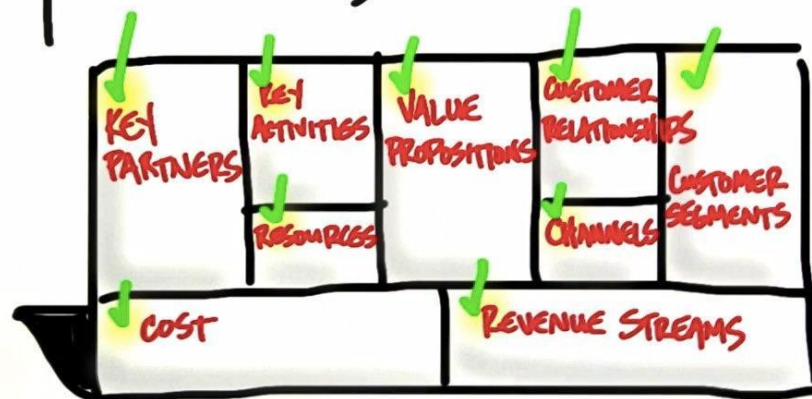 KEY
PARTNERS
KEY
ACTIVITIES
RESOURCES
VALUE
PROPOSITIONS
CUSTOMER
RELATIONSHIPS
CHANNELS
CUSTOMER
SEGMENTS
COST
REVENUE STREAMS